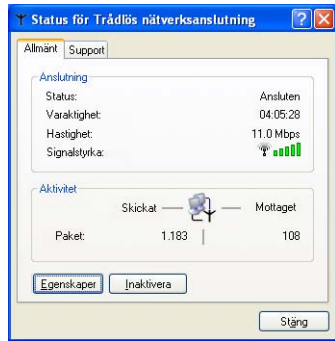 Status för Trådlös nätverksanslutning
Allmänt Support
Anslutning
Status: Ansluten
Varaktighet: 04:05:28
Hastighet: 11.0 Mbps
Signalstyrka:
Aktivitet
Skickat Mottaget
Paket: 1.183 108
Egenskaper Inaktivera
Stäng